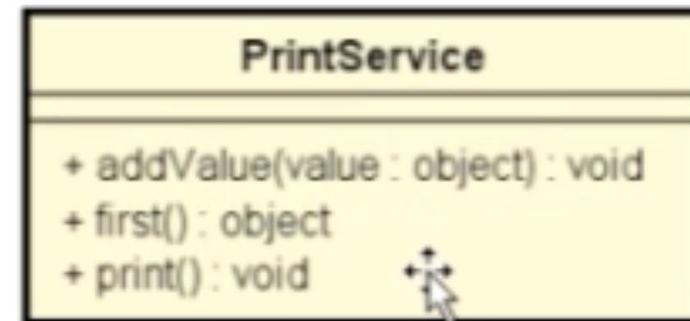 PrintService
+ addValue(value : object) : void
+ first() : object
+ print() : void